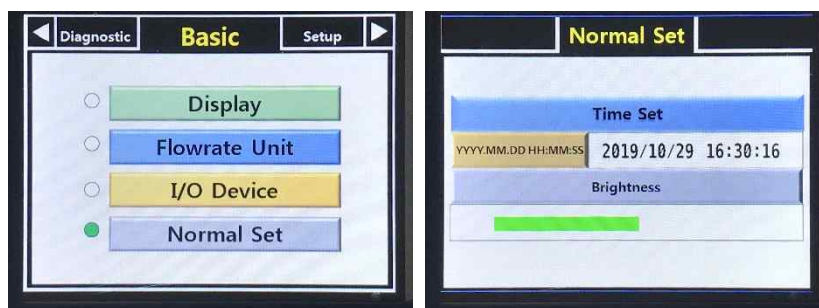 Diagnostic Basic Setup
Display
Flowrate Unit
I/O Device
Normal Set
Normal Set
Time Set
YYYY.MM.DD HH:MM:SS 2019/10/29 16:30:16
Brightness